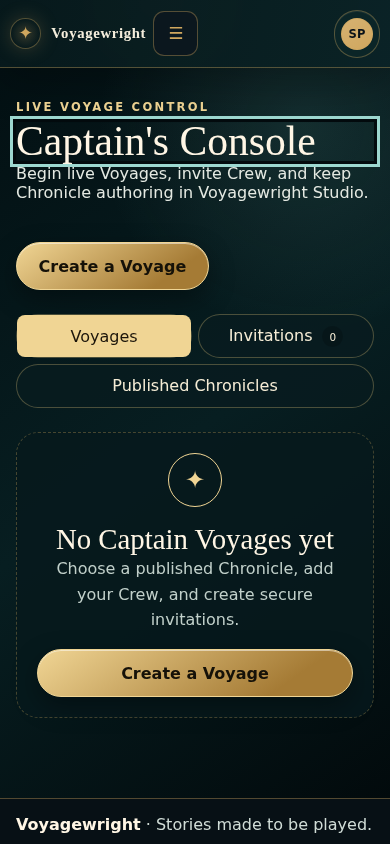 Voyagewright
☰
SP
LIVE VOYAGE CONTROL
Captain's Console
Begin live Voyages, invite Crew, and keep
Chronicle authoring in Voyagewright Studio.
Create a Voyage
Voyages
Invitations 0
Published Chronicles
No Captain Voyages yet
Choose a published Chronicle, add
your Crew, and create secure
invitations.
Create a Voyage
Voyagewright · Stories made to be played.